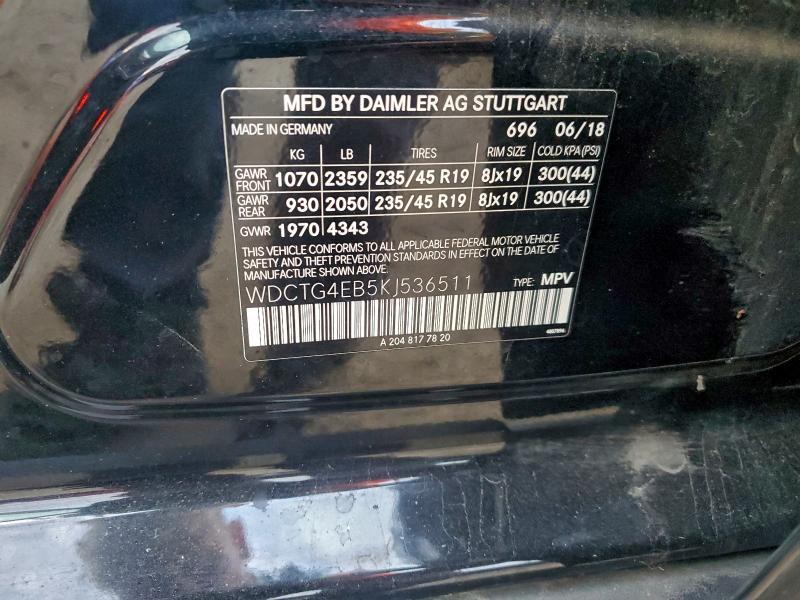 MFD BY DAIMLER AG STUTTGART
MADE IN GERMANY 696 06/18
KG LB TIRES RIM SIZE COLD KPA(PSI)
GAWR FRONT 1070 2359 235/45 R19 8Jx19 300(44)
GAWR REAR 930 2050 235/45 R19 8Jx19 300(44)
GVWR 1970 4343
THIS VEHICLE CONFORMS TO ALL APPLICABLE FEDERAL MOTOR VEHICLE
SAFETY AND THEFT PREVENTION STANDARDS IN EFFECT ON THE DATE
OF MANUFACTURE SHOWN ABOVE.
WDCTG4EB5KJ536511 TYPE: MPV
A 204 817 78 20